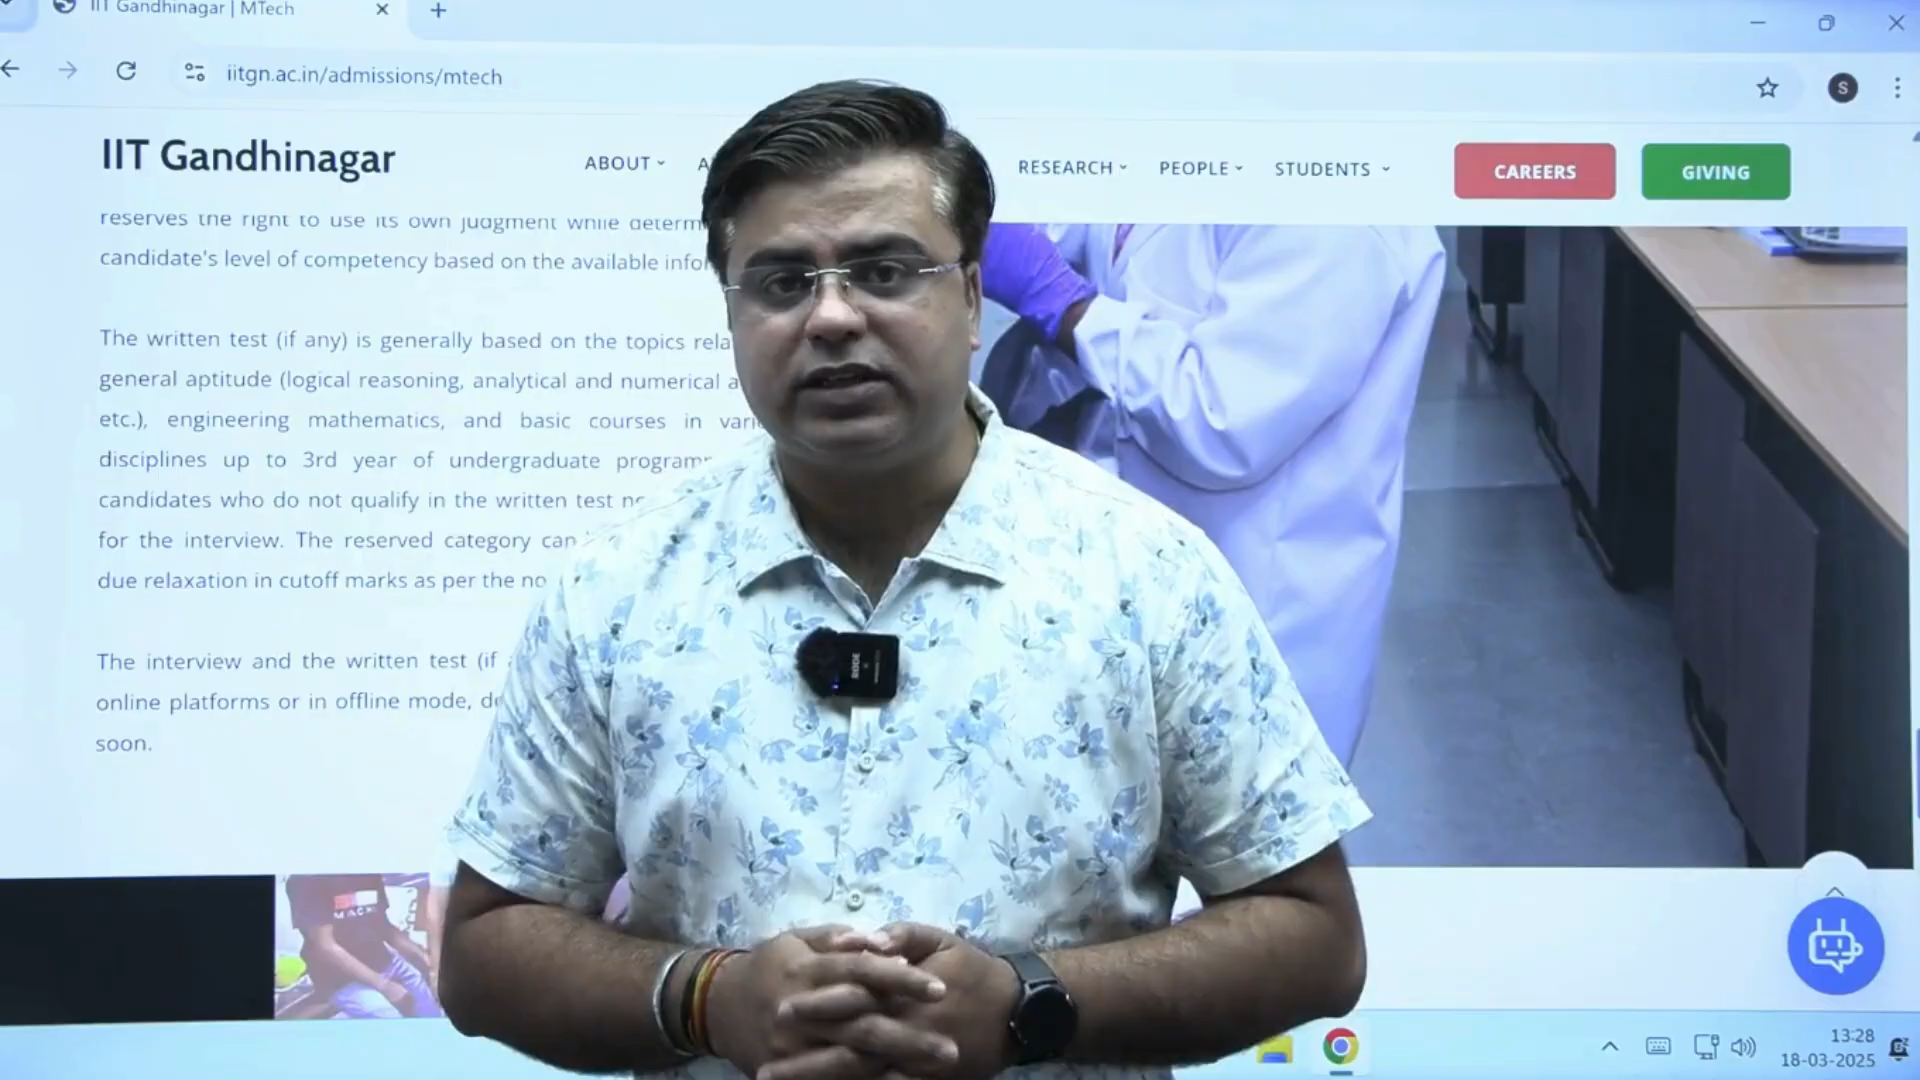 IIT Gandhinagar | MTech
iitgn.ac.in/admissions/mtech
S
IIT Gandhinagar
ABOUT
RESEARCH
PEOPLE
STUDENTS
CAREERS
GIVING
reserves the right to use its own judgment while determ
candidate's level of competency based on the available infor
The written test (if any) is generally based on the topics rela
general aptitude (logical reasoning, analytical and numerical a
etc.), engineering mathematics, and basic courses in vari
disciplines up to 3rd year of undergraduate programm
candidates who do not qualify in the written test ne
for the interview. The reserved category can
due relaxation in cutoff marks as per the no
The interview and the written test (if a
online platforms or in offline mode, de
soon.
RODE
13:28
18-03-2025